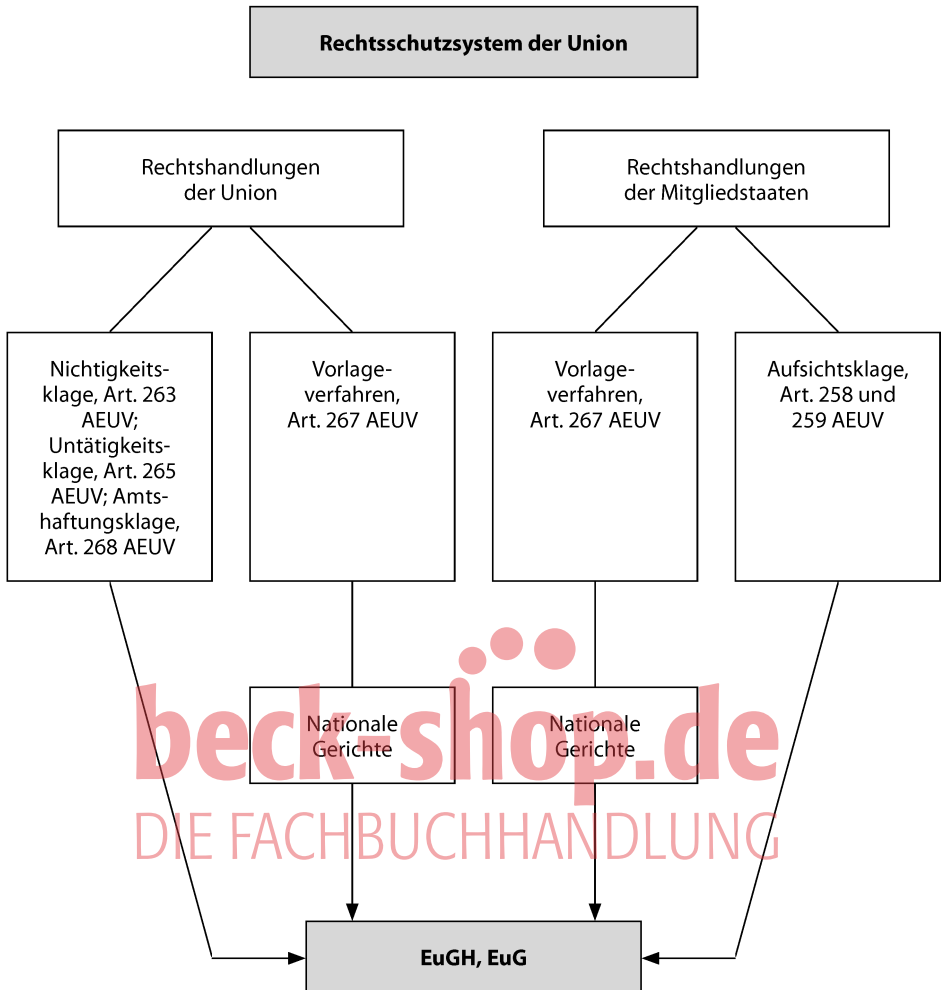 Rechtsschutzsystem der Union
Rechtshandlungen
der Union
Rechtshandlungen
der Mitgliedstaaten
Nichtigkeits-
klage, Art. 263
AEUV;
Untätigkeits-
klage, Art. 265
AEUV; Amts-
haftungsklage,
Art. 268 AEUV
Vorlage-
verfahren,
Art. 267 AEUV
Vorlage-
verfahren,
Art. 267 AEUV
Aufsichtsklage,
Art. 258 und
259 AEUV
Nationale
Gerichte
Nationale
Gerichte
beck-shop.de
DIE FACHBUCHHANDLUNG
EuGH, EuG